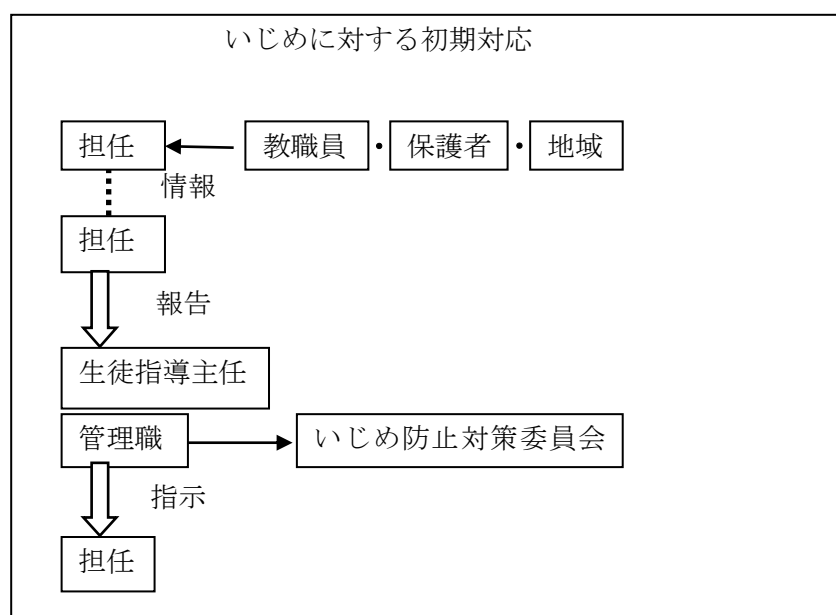 いじめに対する初期対応
担任 教職員・保護者・地域
情報
担任
報告
生徒指導主任
管理職 いじめ防止対策委員会
指示
担任